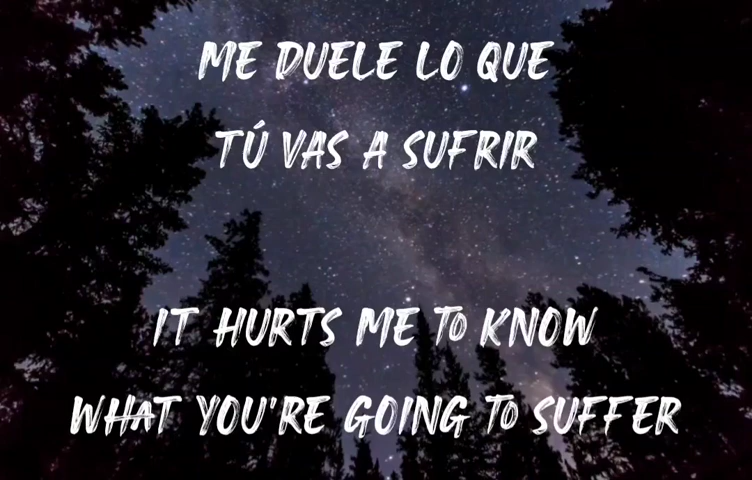 ME DUELE LO QUE
TÚ VAS A SUFRIR
IT HURTS ME TO KNOW
WHAT YOU'RE GOING TO SUFFER